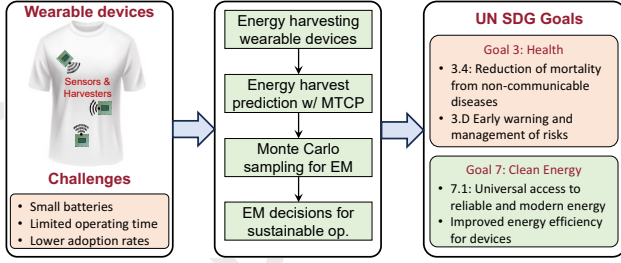 Wearable devices
Sensors &
Harvesters
Challenges
• Small batteries
• Limited operating time
• Lower adoption rates
Energy harvesting
wearable devices
Energy harvest
prediction w/ MTCP
Monte Carlo
sampling for EM
EM decisions for
sustainable op.
UN SDG Goals
Goal 3: Health
• 3.4: Reduction of mortality
from non-communicable
diseases
• 3.D Early warning and
management of risks
Goal 7: Clean Energy
• 7.1: Universal access to
reliable and modern energy
• Improved energy efficiency
for devices